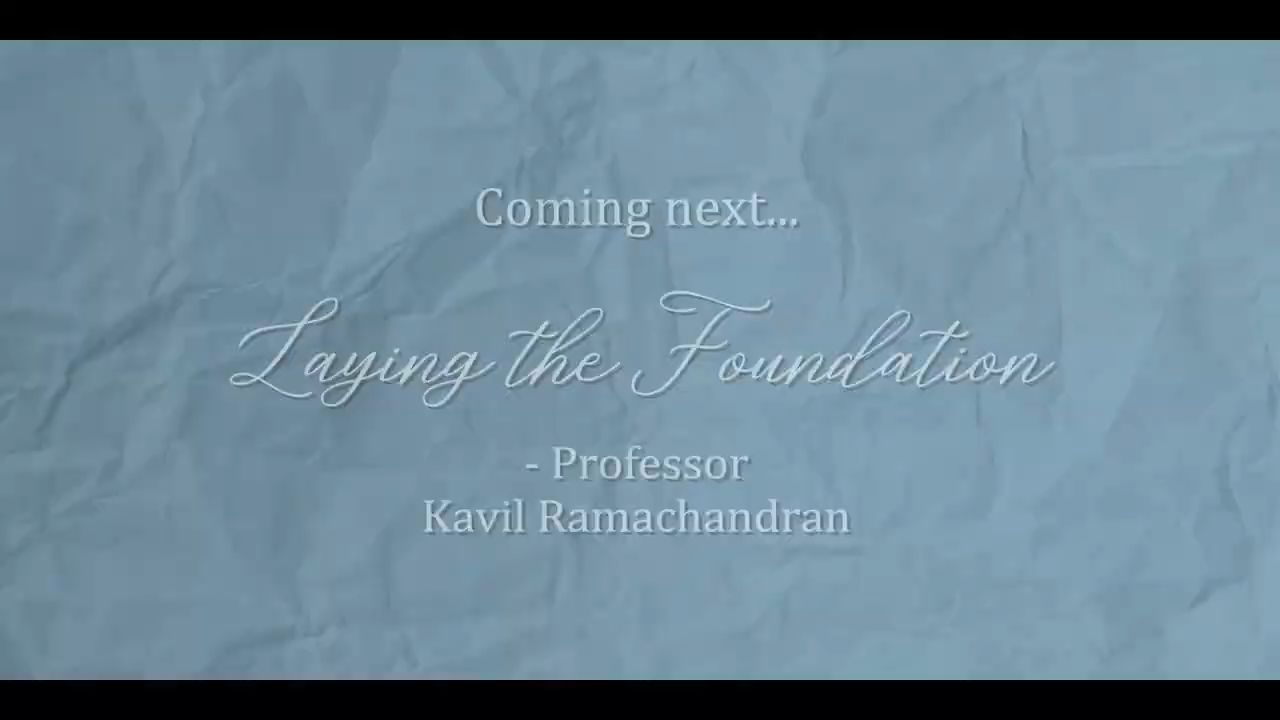 Coming next...
Laying the Foundation
- Professor
Kavil Ramachandran